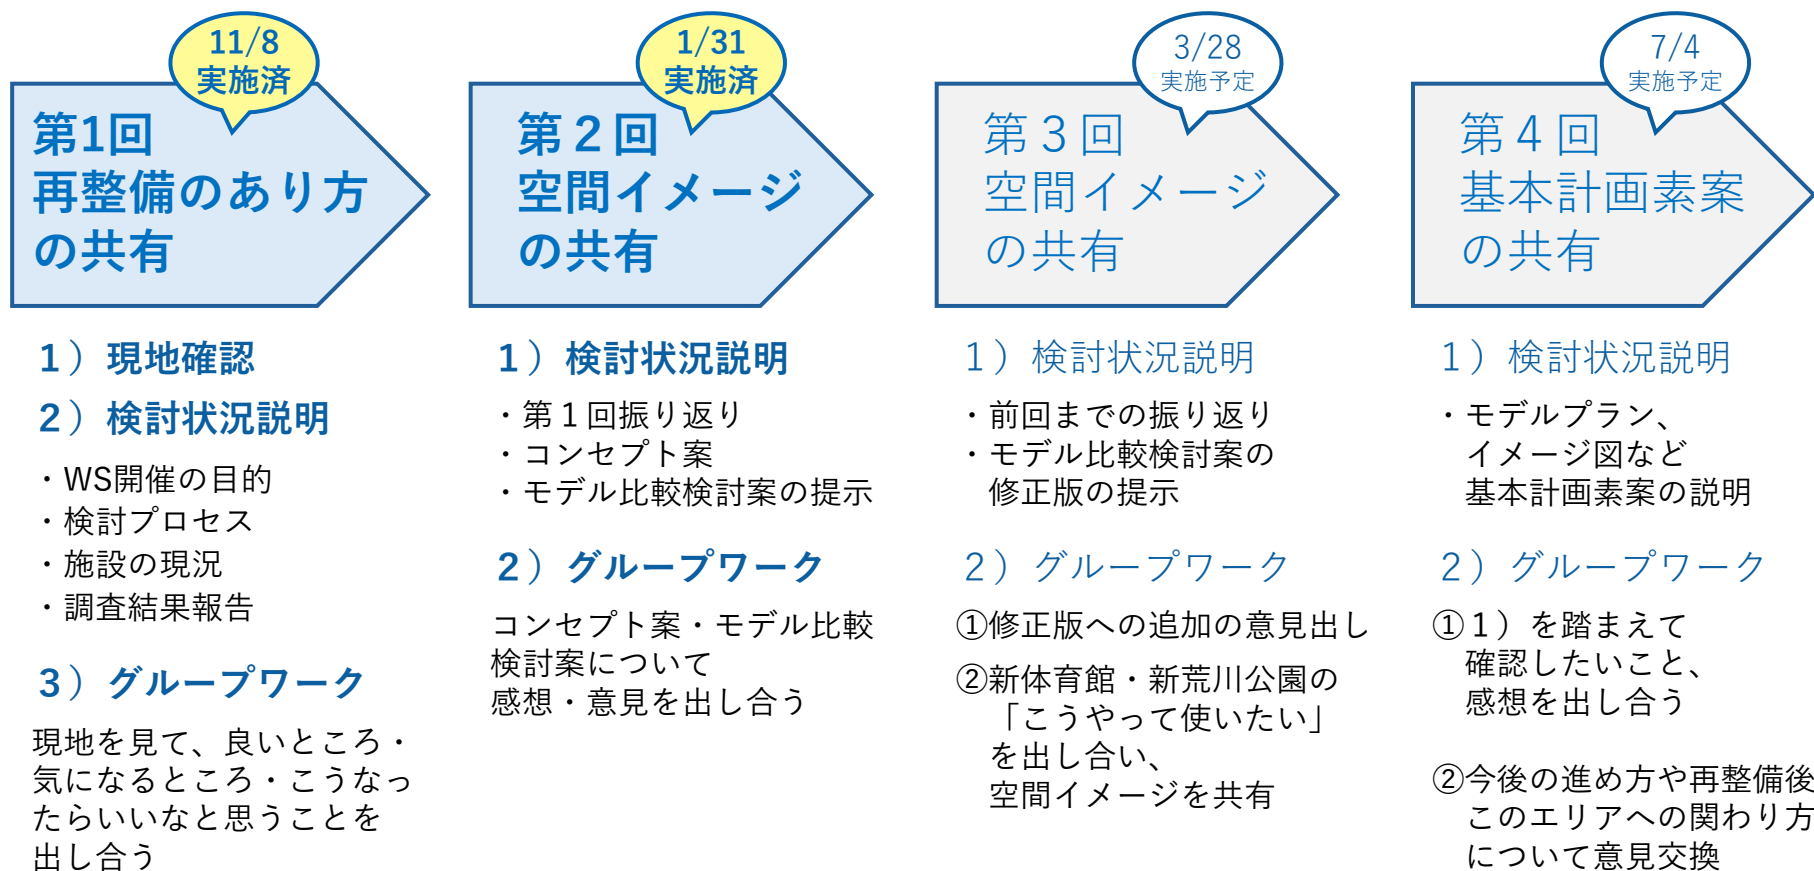 11/8
実施済
第1回
再整備のあり方
の共有
1）現地確認
2）検討状況説明
・WS開催の目的
・検討プロセス
・施設の現況
・調査結果報告
3）グループワーク
現地を見て、良いところ・
気になるところ・こうなっ
たらいいなと思うことを
出し合う
1/31
実施済
第２回
空間イメージ
の共有
1）検討状況説明
・第１回振り返り
・コンセプト案
・モデル比較検討案の提示
2）グループワーク
コンセプト案・モデル比較
検討案について
感想・意見を出し合う
3/28
実施予定
第３回
空間イメージ
の共有
1）検討状況説明
・前回までの振り返り
・モデル比較検討案の
修正版の提示
2）グループワーク
①修正版への追加の意見出し
②新体育館・新荒川公園の
「こうやって使いたい」
を出し合い、
空間イメージを共有
7/4
実施予定
第４回
基本計画素案
の共有
1）検討状況説明
・モデルプラン、
イメージ図など
基本計画素案の説明
2）グループワーク
①１）を踏まえて
確認したいこと、
感想を出し合う
②今後の進め方や再整備後
このエリアへの関わり方
について意見交換